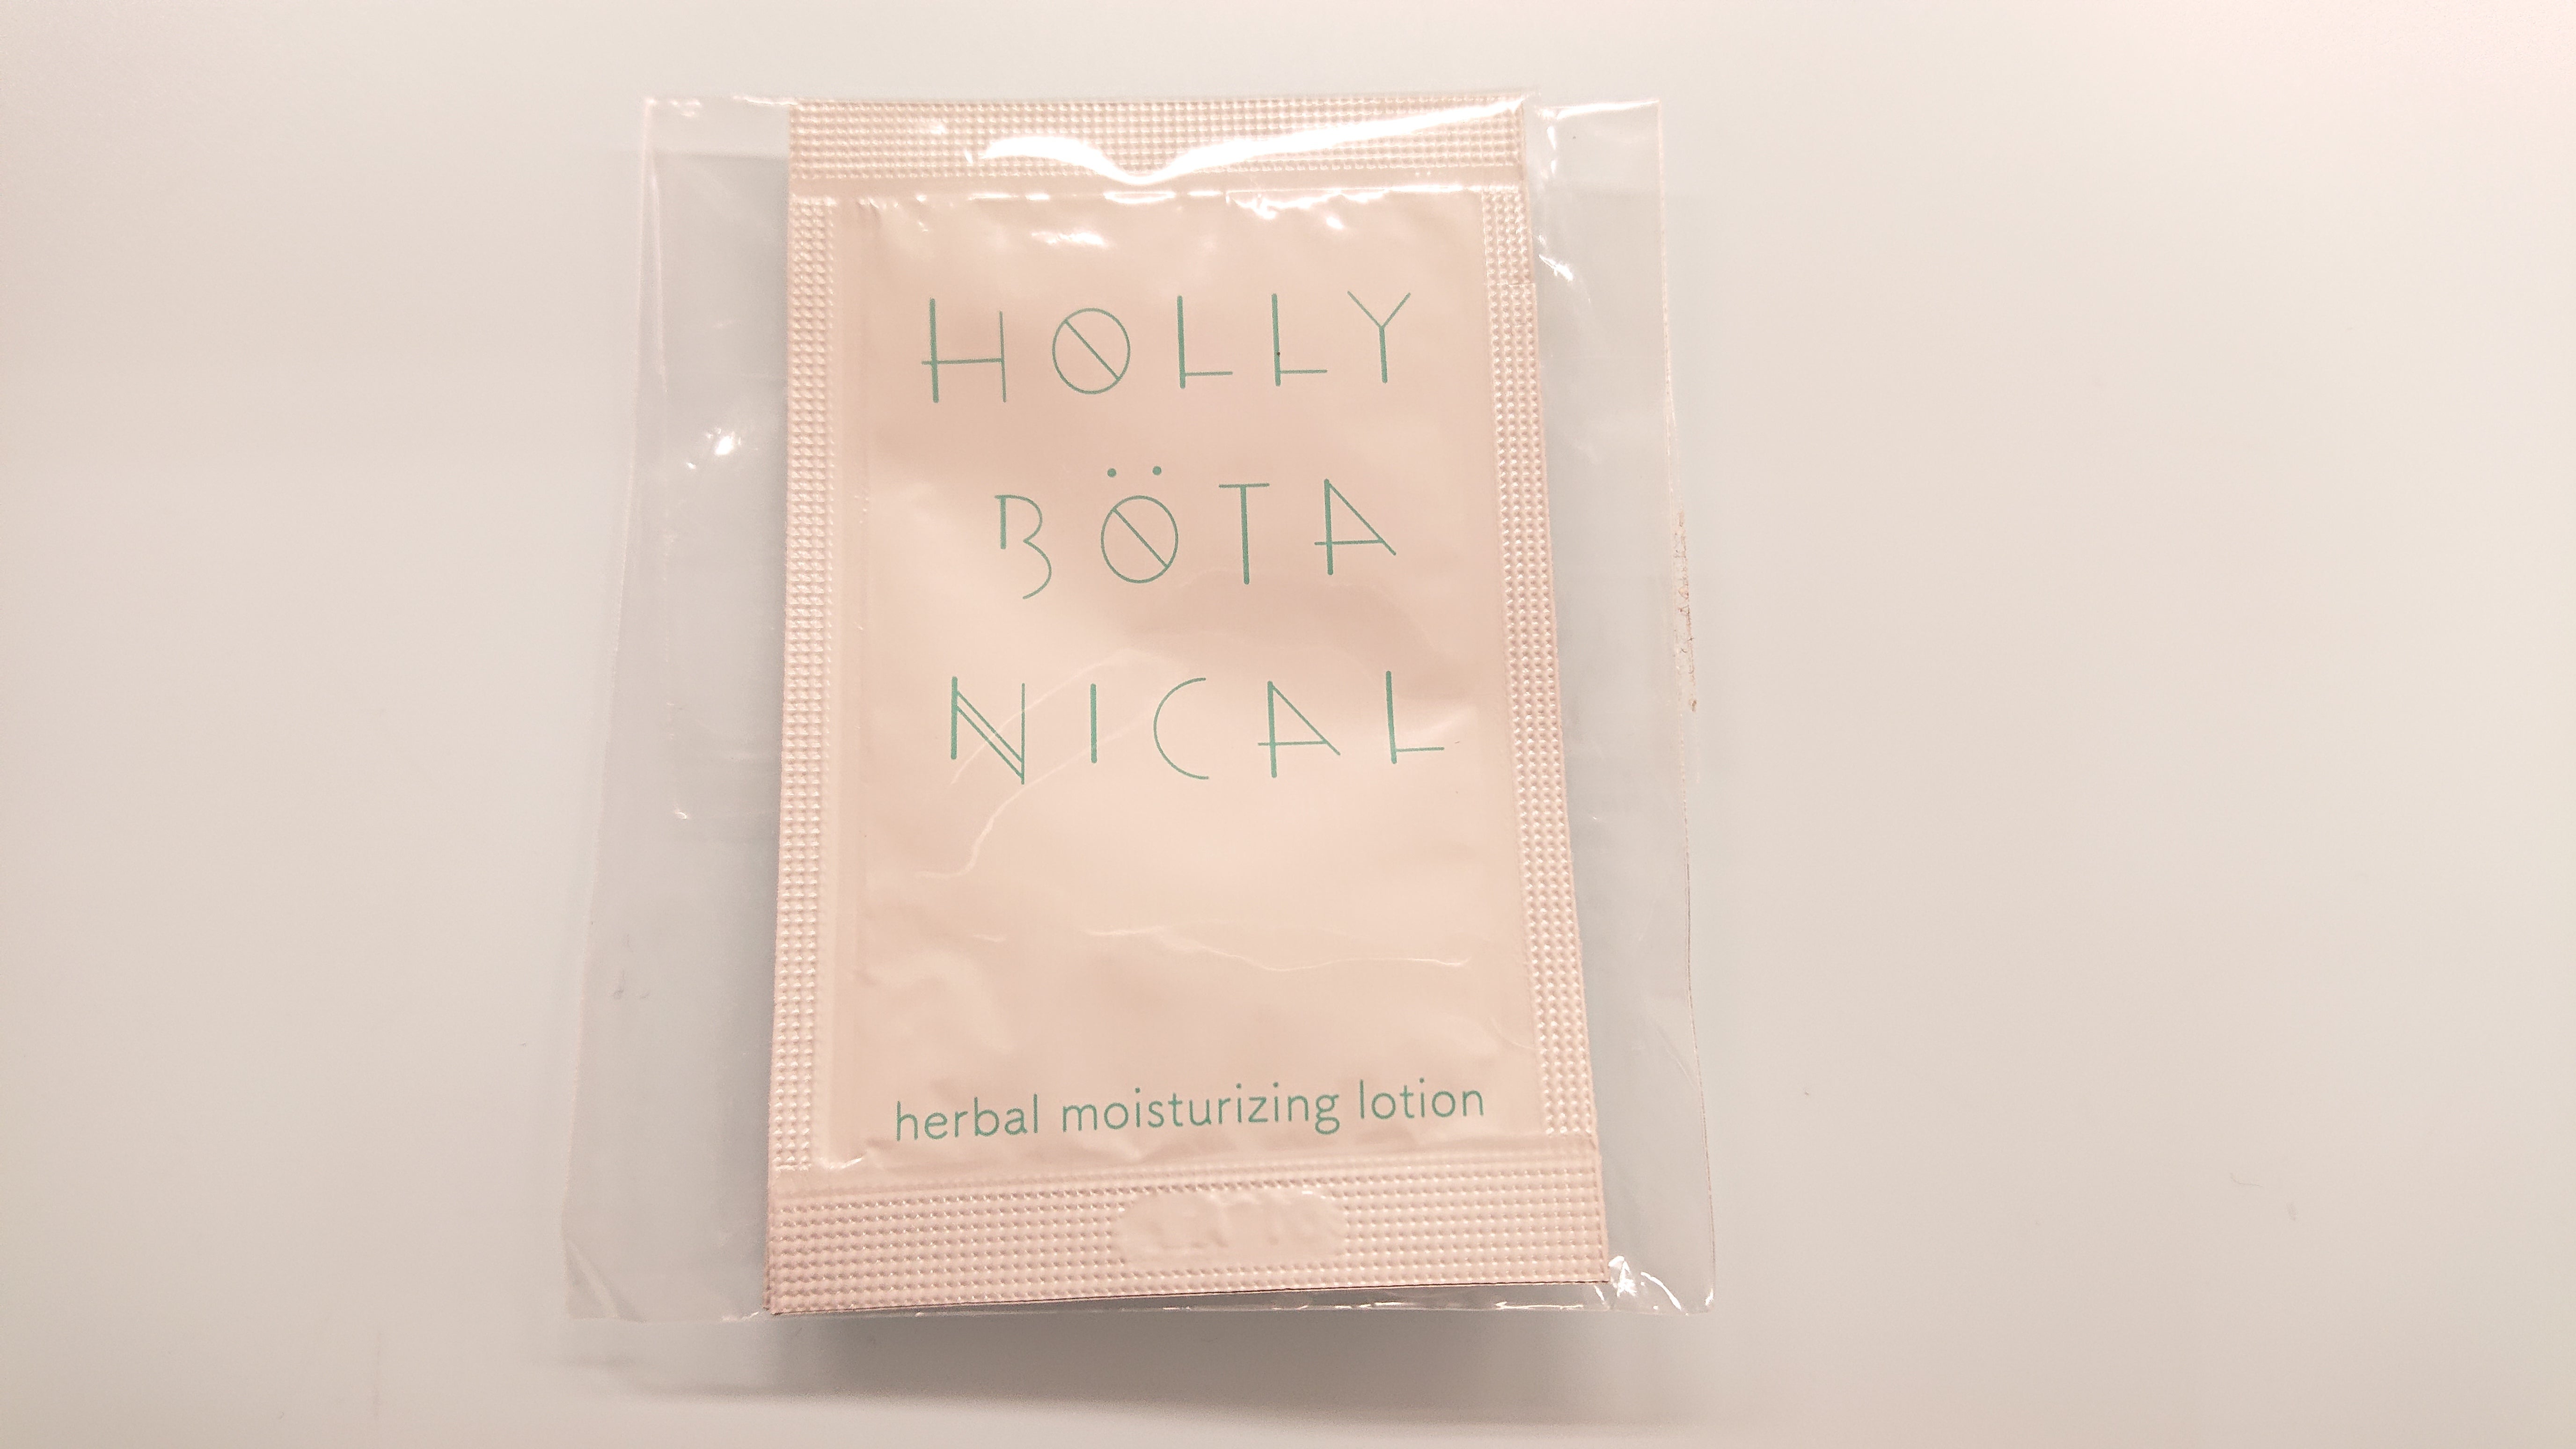 HOLLY
BÖTA
NICAL
herbal moisturizing lotion